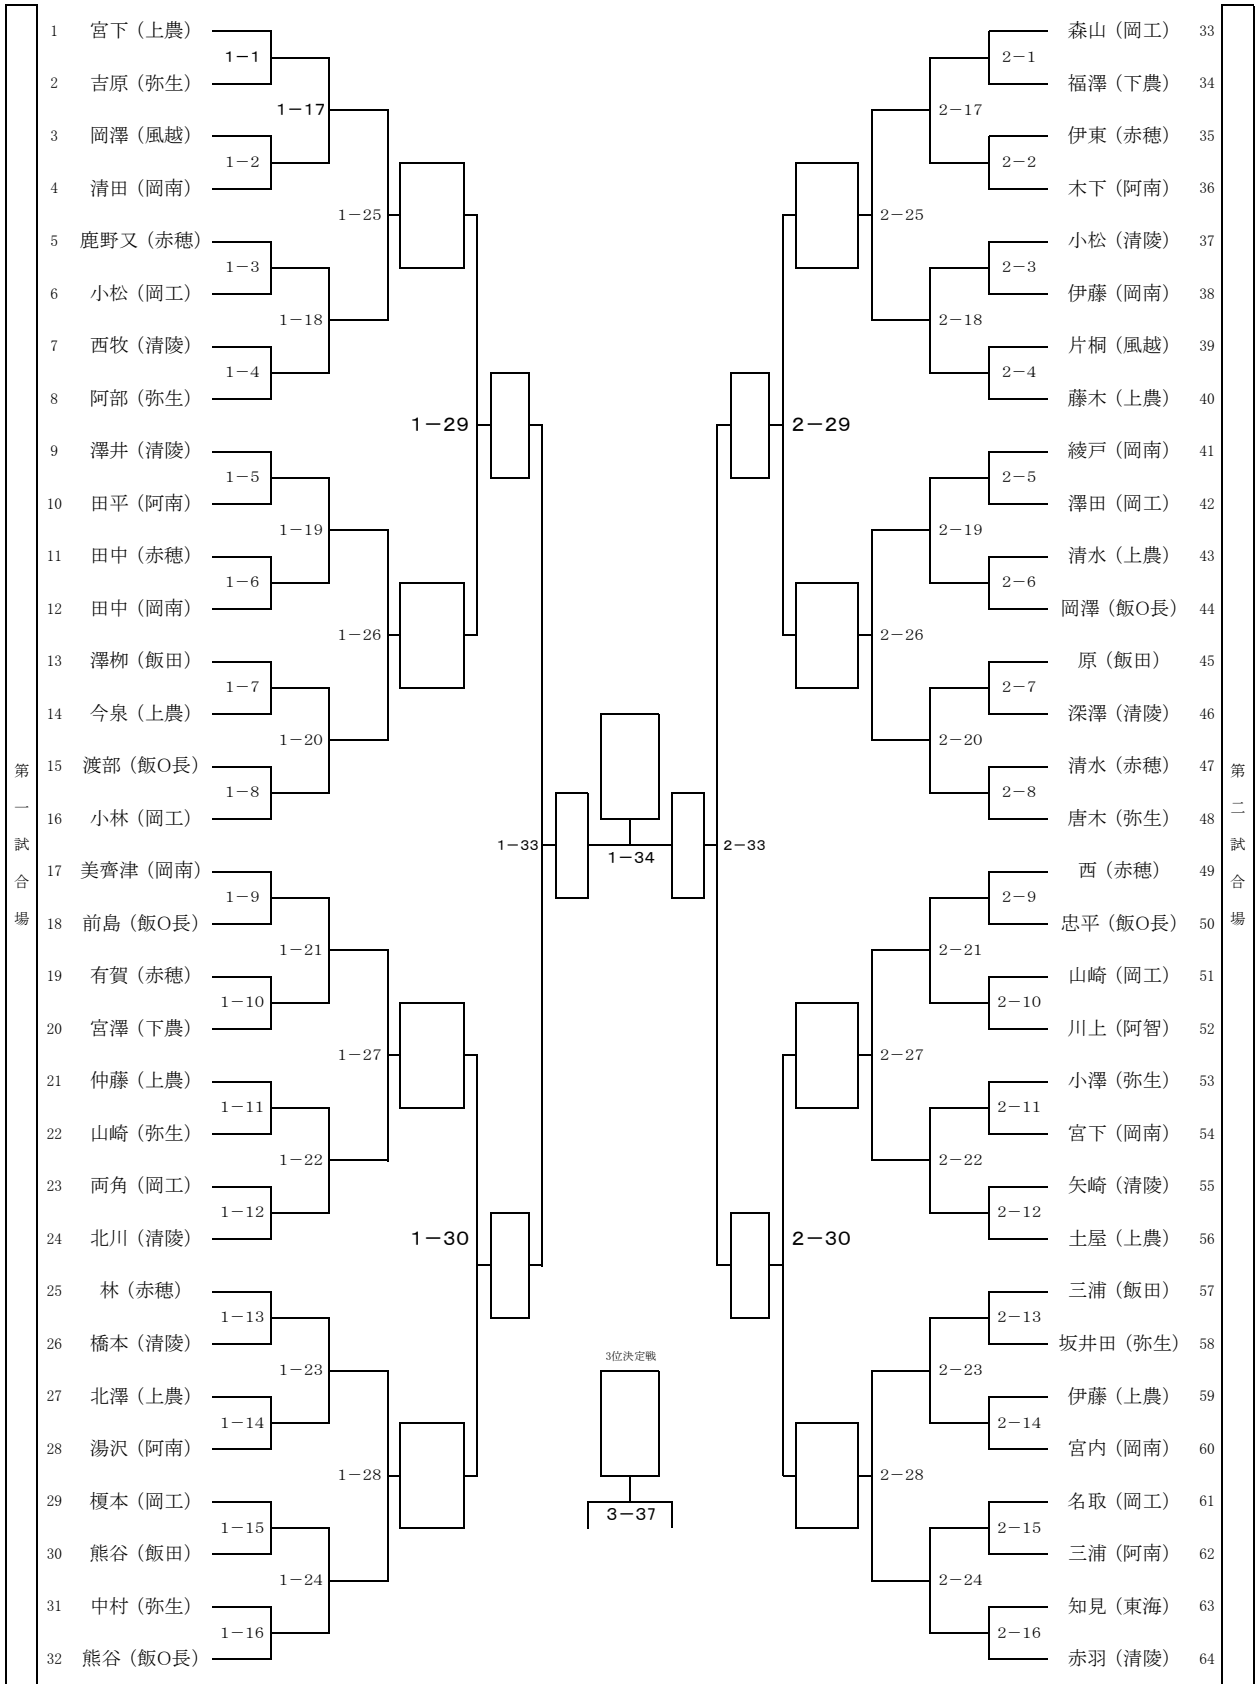 第一試合場
1 宮下（上農）
1－1
2 吉原（弥生）
1－17
3 岡澤（風越）
1－2
4 清田（岡南）
1－25
5 鹿野又（赤穂）
1－3
6 小松（岡工）
1－18
7 西牧（清陵）
1－4
8 阿部（弥生）
1－29
9 澤井（清陵）
1－5
10 田平（阿南）
1－19
11 田中（赤穂）
1－6
12 田中（岡南）
1－26
13 澤栁（飯田）
1－7
14 今泉（上農）
1－20
15 渡部（飯O長）
1－8
16 小林（岡工）
1－33
17 美齊津（岡南）
1－9
18 前島（飯O長）
1－21
19 有賀（赤穂）
1－10
20 宮澤（下農）
1－27
21 仲藤（上農）
1－11
22 山崎（弥生）
1－22
23 両角（岡工）
1－12
24 北川（清陵）
1－30
25 林（赤穂）
1－13
26 橋本（清陵）
1－23
27 北澤（上農）
1－14
28 湯沢（阿南）
1－28
29 榎本（岡工）
1－15
30 熊谷（飯田）
1－24
31 中村（弥生）
1－16
32 熊谷（飯O長）
1－34
3位決定戦
3－37
森山（岡工） 33
2－1
福澤（下農） 34
2－17
伊東（赤穂） 35
2－2
木下（阿南） 36
2－25
小松（清陵） 37
2－3
伊藤（岡南） 38
2－18
片桐（風越） 39
2－4
藤木（上農） 40
2－29
綾戸（岡南） 41
2－5
澤田（岡工） 42
2－19
清水（上農） 43
2－6
岡澤（飯O長） 44
2－26
原（飯田） 45
2－7
深澤（清陵） 46
2－20
清水（赤穂） 47
2－8
唐木（弥生） 48
2－33
西（赤穂） 49
2－9
忠平（飯O長） 50
2－21
山崎（岡工） 51
2－10
川上（阿智） 52
2－27
小澤（弥生） 53
2－11
宮下（岡南） 54
2－22
矢崎（清陵） 55
2－12
土屋（上農） 56
2－30
三浦（飯田） 57
2－13
坂井田（弥生） 58
2－23
伊藤（上農） 59
2－14
宮内（岡南） 60
2－28
名取（岡工） 61
2－15
三浦（阿南） 62
2－24
知見（東海） 63
2－16
赤羽（清陵） 64
第二試合場